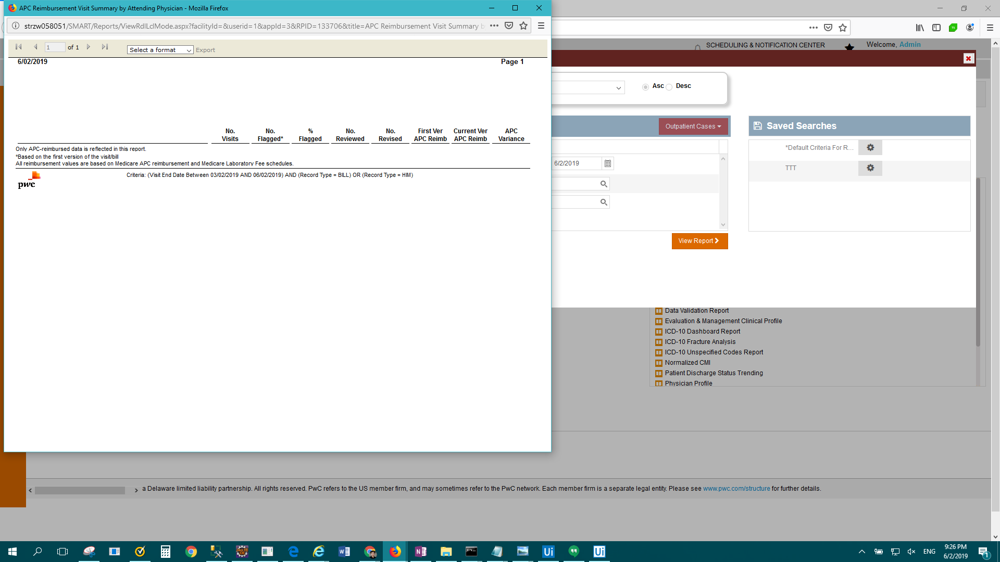 APC Reimbursement Visit Summary by Attending Physician - Mozilla Firefox
strzw058051/SMART/Reports/ViewRdlLclMode.aspx?facilityId=&userid=1&appId=3&RPID=133706&title=APC Reimbursement Visit Summary b
1 of 1 Select a format Export
6/02/2019 Page 1
No. Visits No. Flagged* % Flagged No. Reviewed No. Revised First Ver APC Reimb Current Ver APC Reimb APC Variance
Only APC-reimbursed data is reflected in this report.
*Based on the first version of the visit/bill
All reimbursement values are based on Medicare APC reimbursement and Medicare Laboratory Fee schedules.
pwc
Criteria: (Visit End Date Between 03/02/2019 AND 06/02/2019) AND (Record Type = BILL) OR (Record Type = HIM)
SCHEDULING & NOTIFICATION CENTER
Welcome, Admin
Asc Desc
Outpatient Cases
Saved Searches
*Default Criteria For R...
TTT
6/2/2019
View Report
Data Validation Report
Evaluation & Management Clinical Profile
ICD-10 Dashboard Report
ICD-10 Fracture Analysis
ICD-10 Unspecified Codes Report
Normalized CMI
Patient Discharge Status Trending
Physician Profile
a Delaware limited liability partnership. All rights reserved. PwC refers to the US member firm, and may sometimes refer to the PwC network. Each member firm is a separate legal entity. Please see www.pwc.com/structure for further details.
ENG
9:26 PM
6/2/2019
1